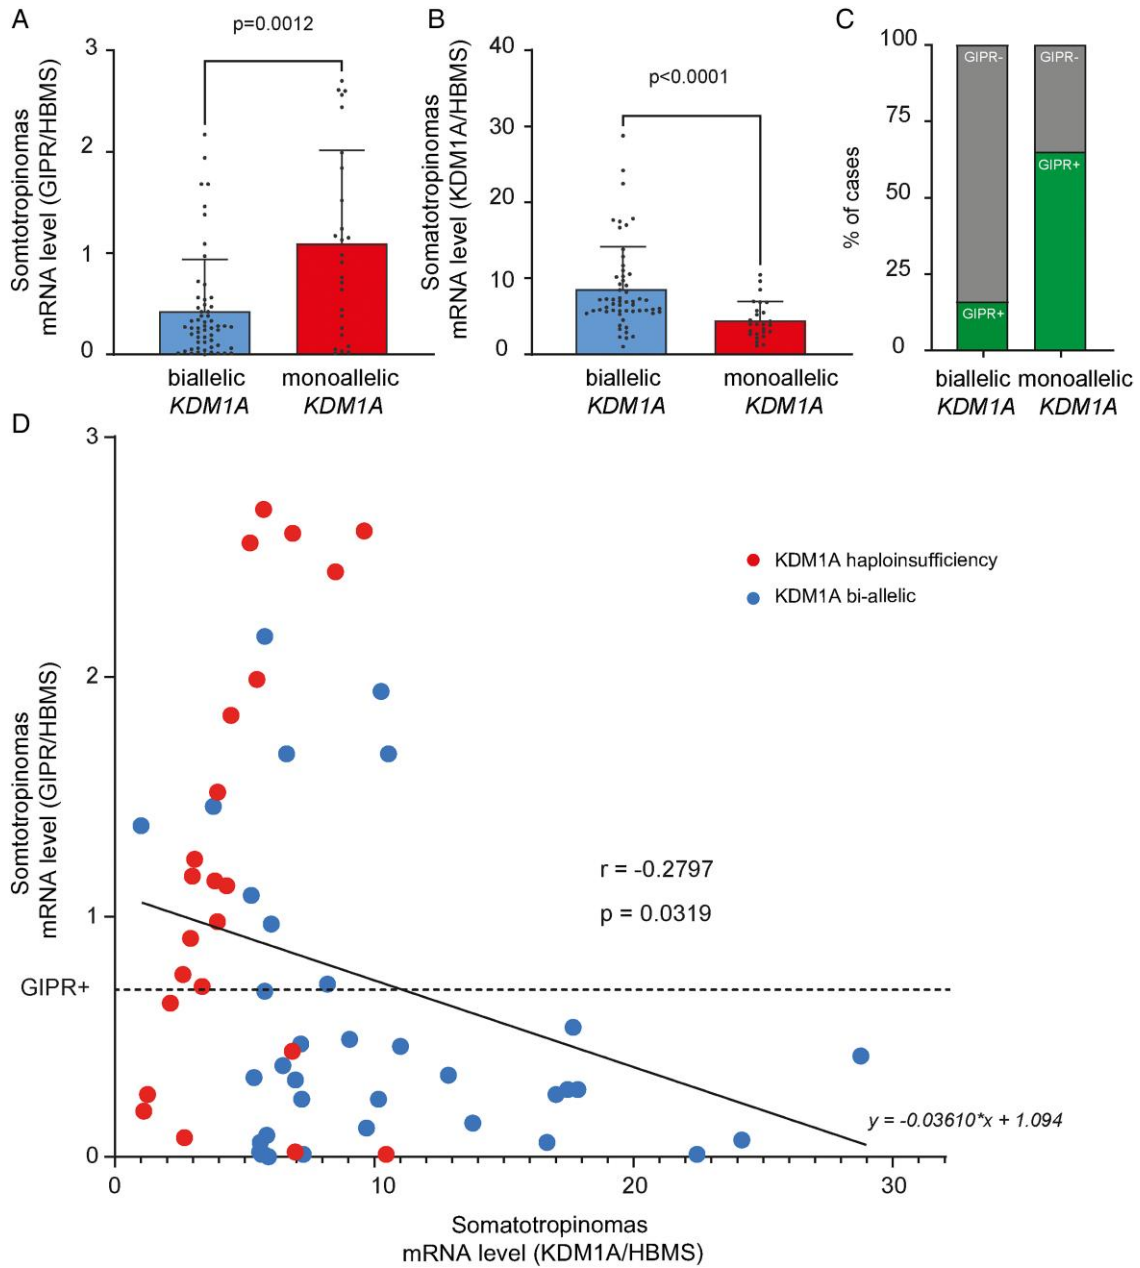 A
p=0.0012
Somtotropinomas
mRNA level (GIPR/HBMS)
3
2
1
0
biallelic
KDM1A
monoallelic
KDM1A
B
p<0.0001
Somatotropinomas
mRNA level (KDM1A/HBMS)
40
30
20
10
0
biallelic
KDM1A
monoallelic
KDM1A
C
% of cases
100
75
50
25
0
GIPR-
GIPR+
GIPR-
GIPR+
biallelic
KDM1A
monoallelic
KDM1A
D
Somtotropinomas
mRNA level (GIPR/HBMS)
3
2
1
GIPR+
0
KDM1A haploinsufficiency
KDM1A bi-allelic
r = -0.2797
p = 0.0319
y = -0.03610*x + 1.094
0
10
20
30
Somatotropinomas
mRNA level (KDM1A/HBMS)